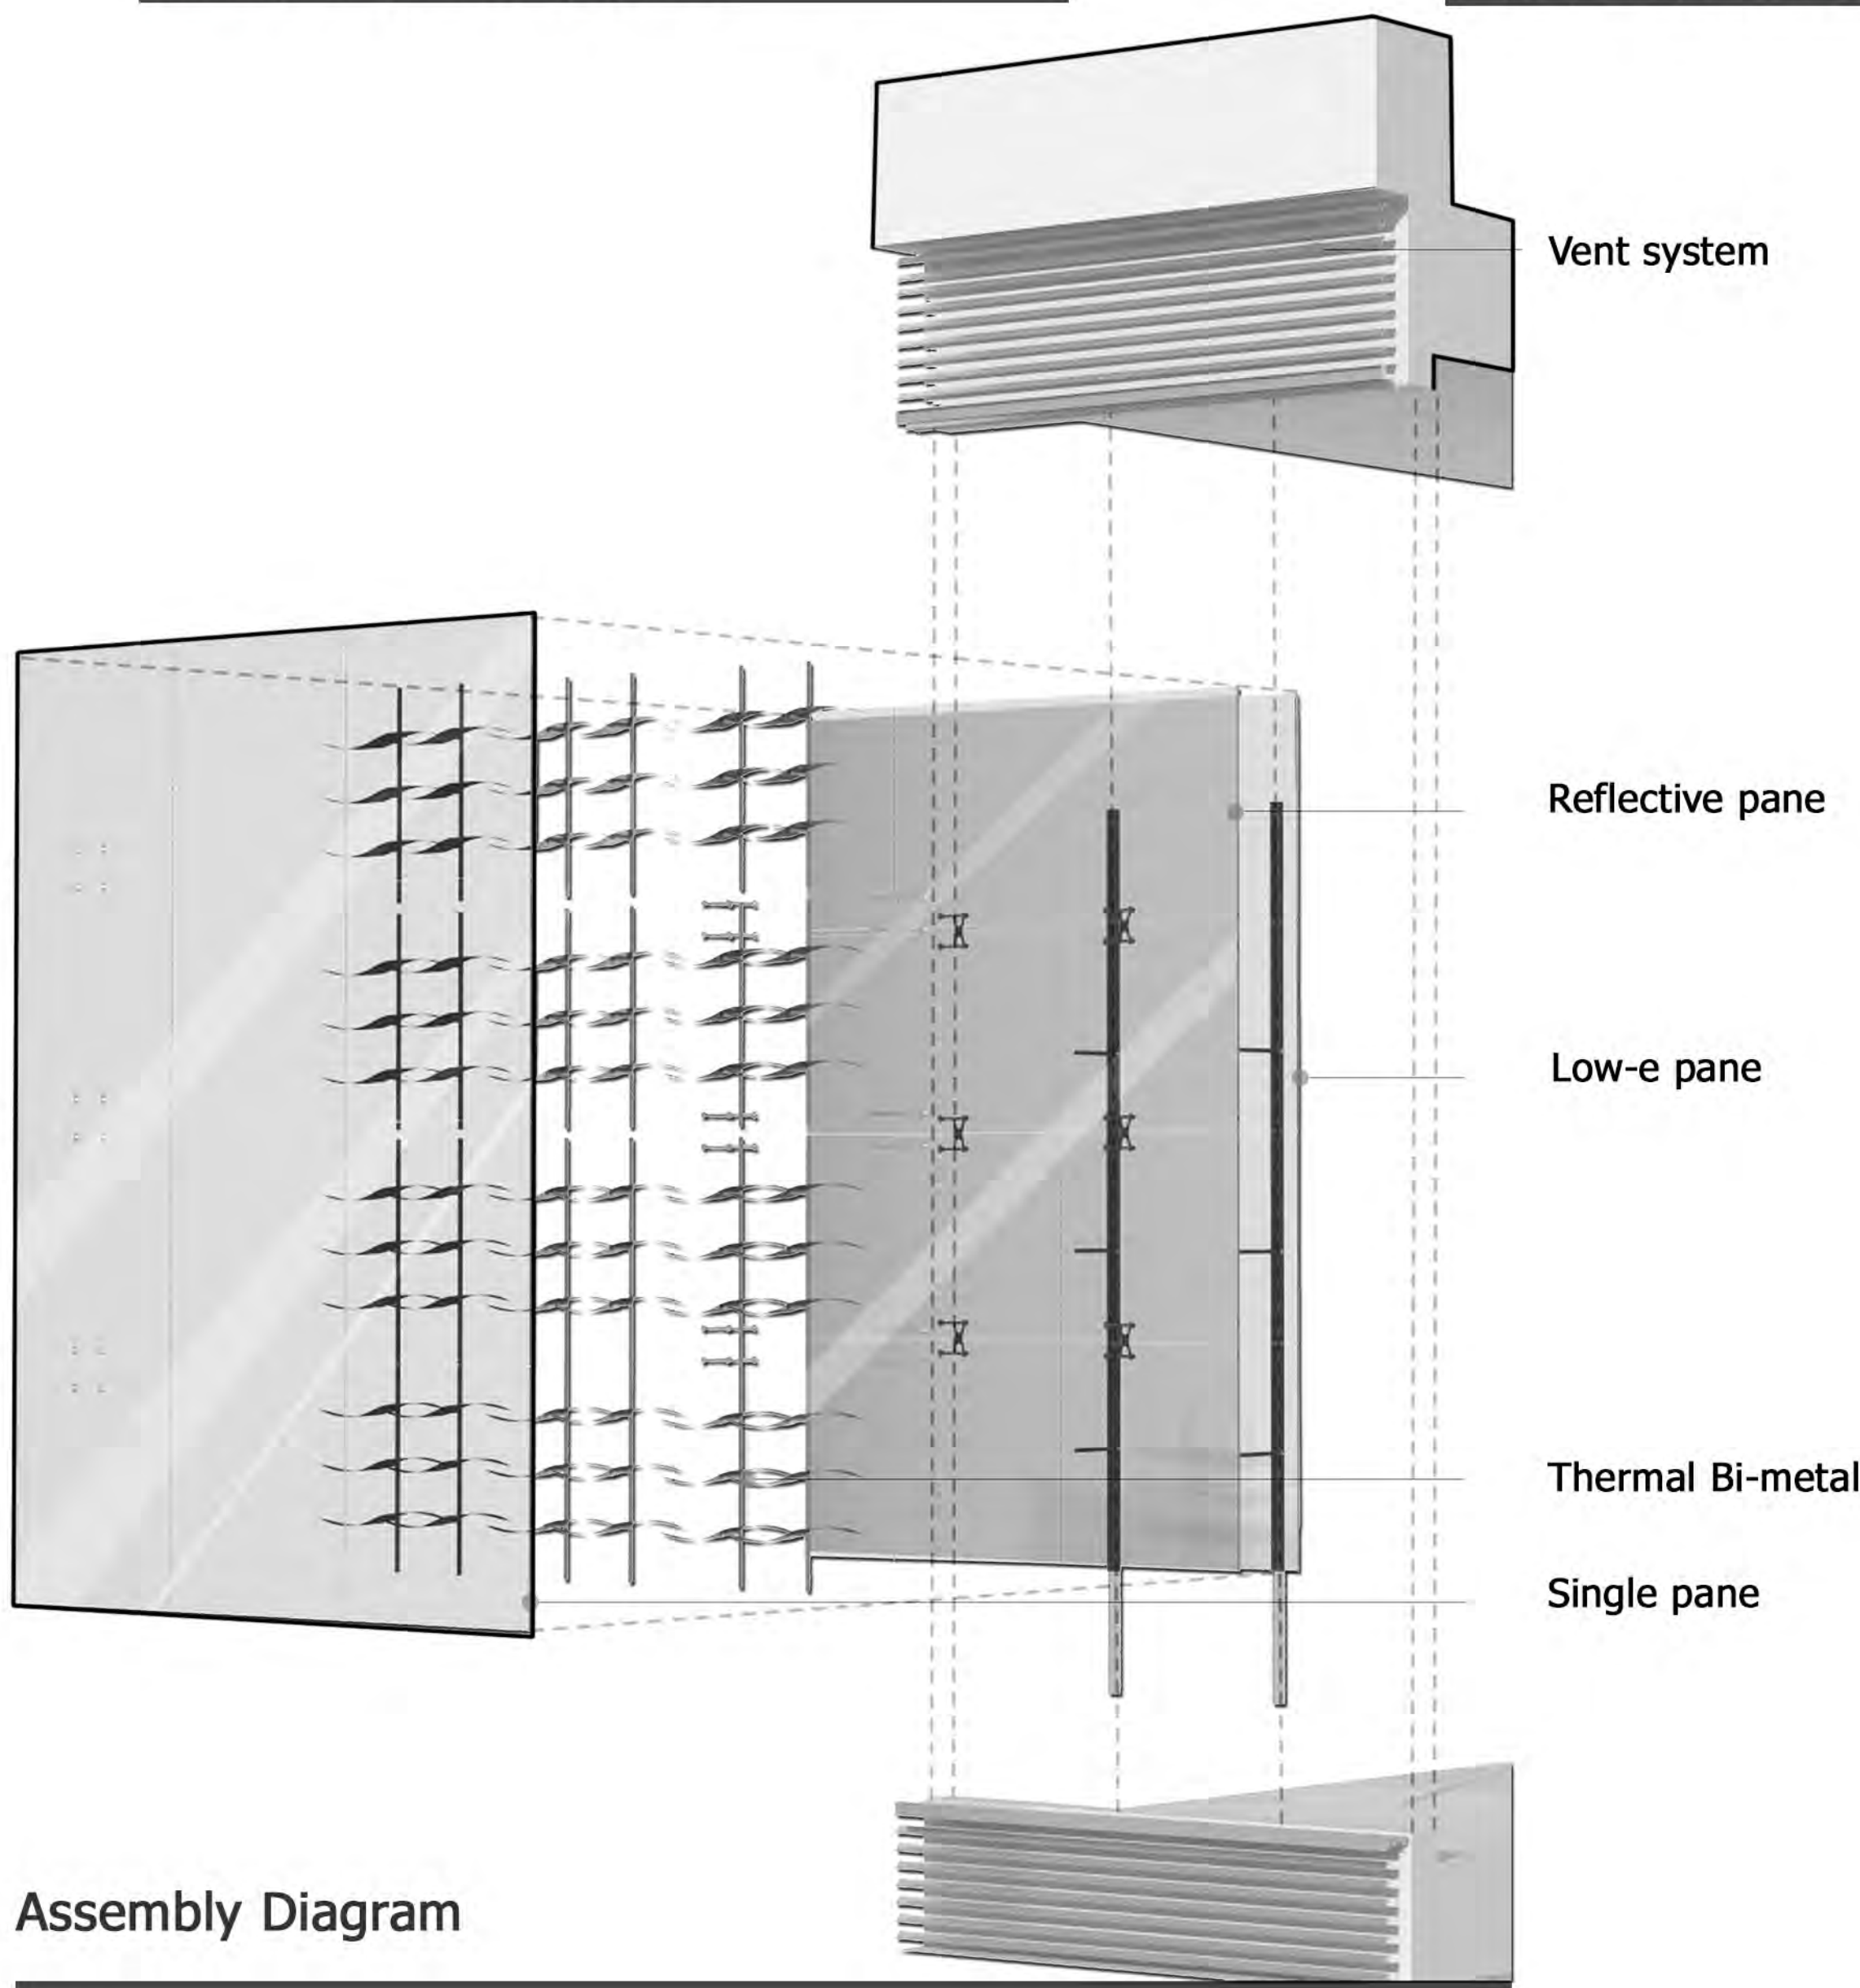 Vent system
Reflective pane
Low-e pane
Thermal Bi-metal
Single pane
Assembly Diagram